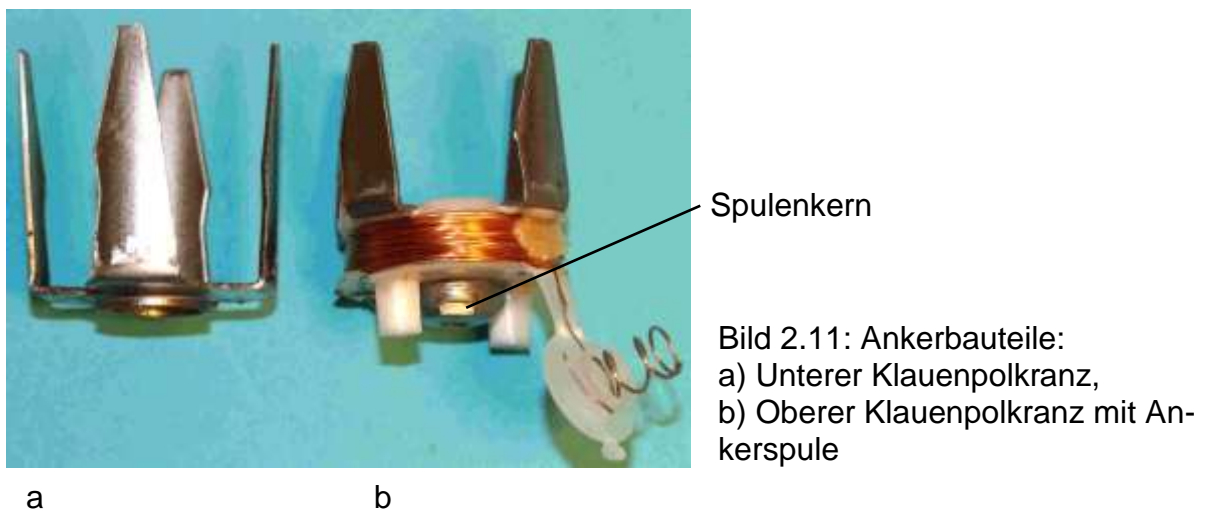 Spulenkern
Bild 2.11: Ankerbauteile:
a) Unterer Klauenpolkranz,
b) Oberer Klauenpolkranz mit An-
kerspule
a
b